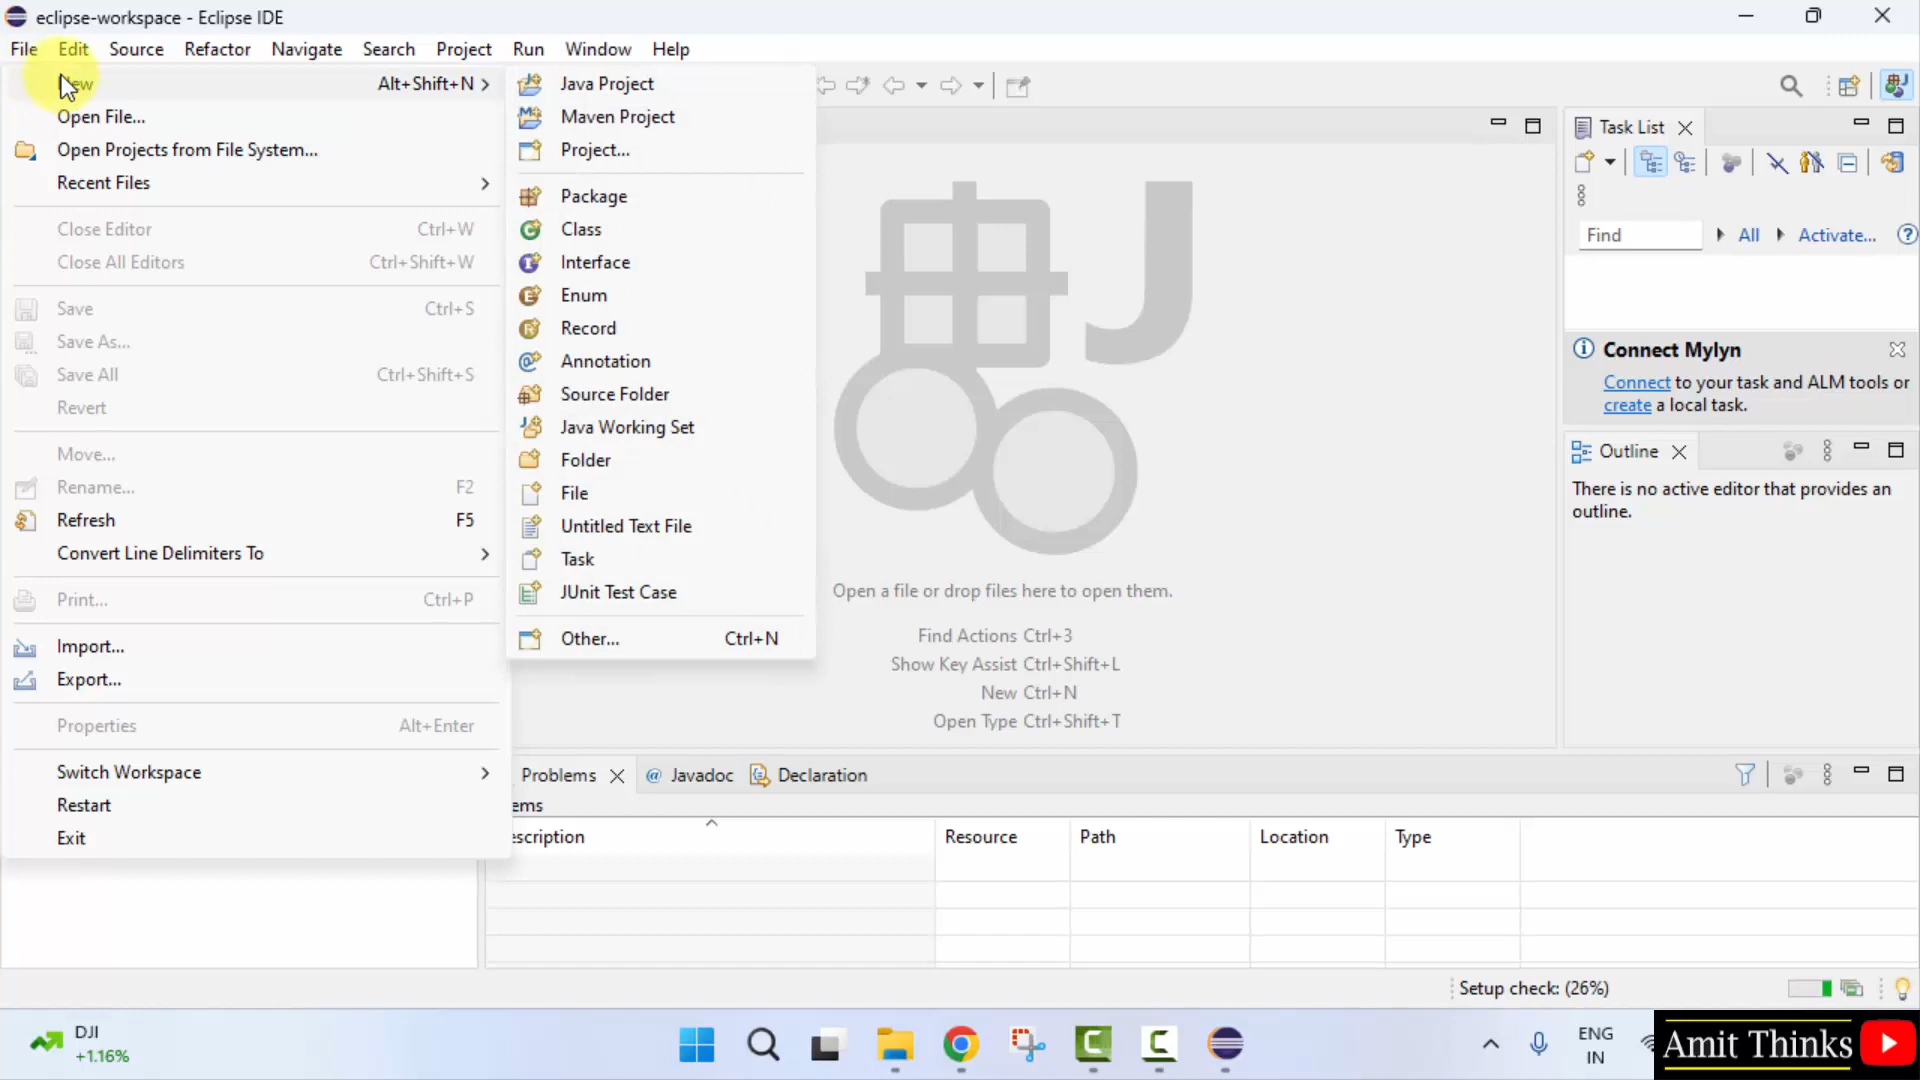 eclipse-workspace - Eclipse IDE
File Edit Source Refactor Navigate Search Project Run Window Help
New Alt+Shift+N
Open File...
Open Projects from File System...
Recent Files
Close Editor Ctrl+W
Close All Editors Ctrl+Shift+W
Save Ctrl+S
Save As...
Save All Ctrl+Shift+S
Revert
Move...
Rename... F2
Refresh F5
Convert Line Delimiters To
Print... Ctrl+P
Import...
Export...
Properties Alt+Enter
Switch Workspace
Restart
Exit
Java Project
Maven Project
Project...
Package
Class
Interface
Enum
Record
Annotation
Source Folder
Java Working Set
Folder
File
Untitled Text File
Task
JUnit Test Case
Other... Ctrl+N
Open a file or drop files here to open them.
Find Actions Ctrl+3
Show Key Assist Ctrl+Shift+L
New Ctrl+N
Open Type Ctrl+Shift+T
Task List
Find All Activate...
Connect Mylyn
Connect to your task and ALM tools or
create a local task.
Outline
There is no active editor that provides an
outline.
Problems Javadoc Declaration
ems
escription Resource Path Location Type
Setup check: (26%)
DJI
+1.16%
ENG
IN
Amit Thinks